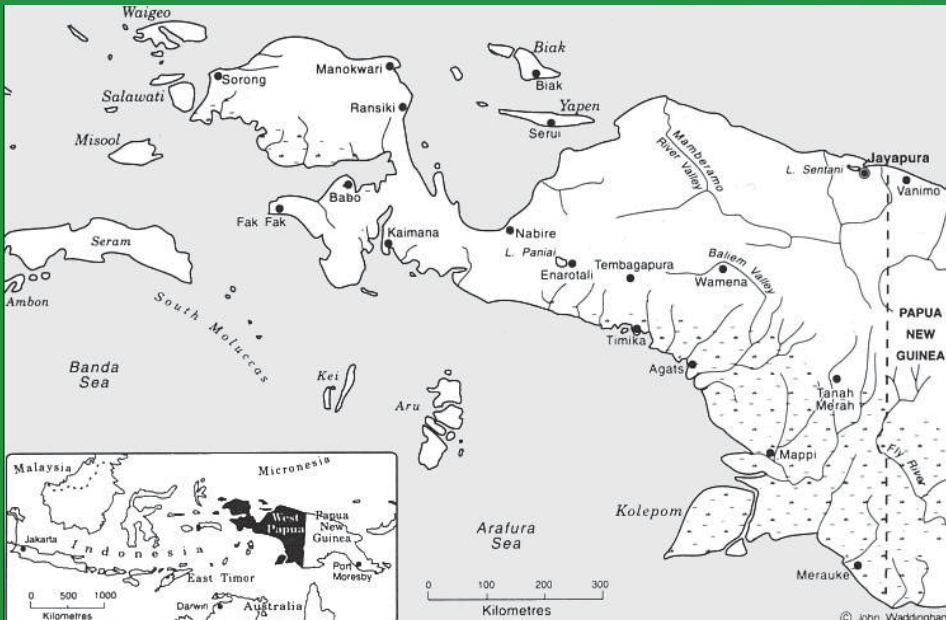 Waigeo
Biak
Manokwari
Sorong
Salawati
Biak
Ransiki
Yapen
Serui
Misool
Mamberamo
River Valley
Jayapura
L. Sentani
Vanimo
Babo
Fak Fak
Kaimana
Nabire
Seram
L. Paniai
Enarotali
Tembagapura
Baliem Valley
Wamena
Ambon
South Moluccas
PAPUA
NEW
GUINEA
Timika
Banda
Sea
Kei
Agats
Aru
Tanah
Merah
Mappi
Fly River
Kolepom
Arafura
Sea
Merauke
0 100 200 300
Kilometres
© John Waddingham
Malaysia
Micronesia
West
Papua
Papua
New
Guinea
Jakarta
Indonesia
Port
Moresby
East Timor
0 500 1000
Kilometres
Darwin
Australia